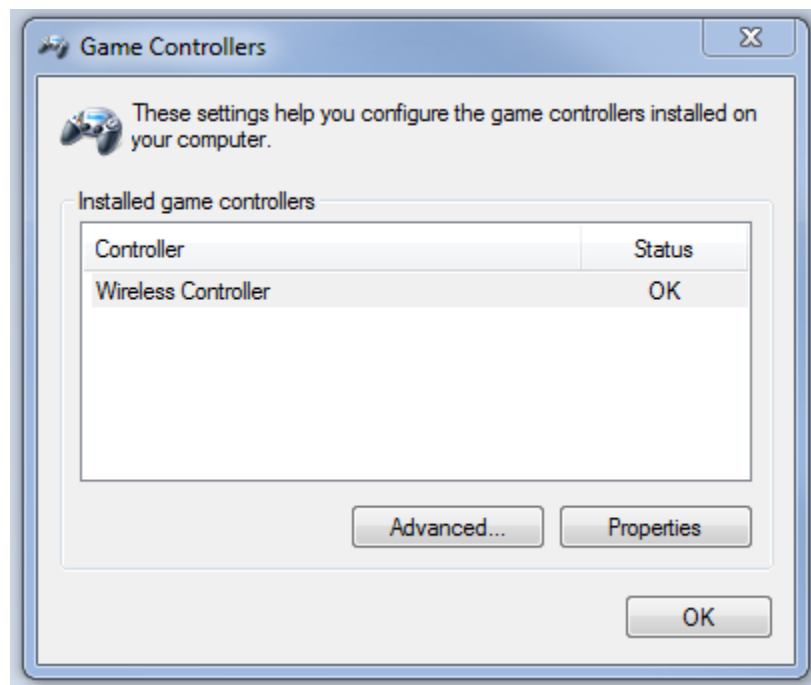 Game Controllers
These settings help you configure the game controllers installed on
your computer.
Installed game controllers
Controller Status
Wireless Controller OK
Advanced... Properties
OK